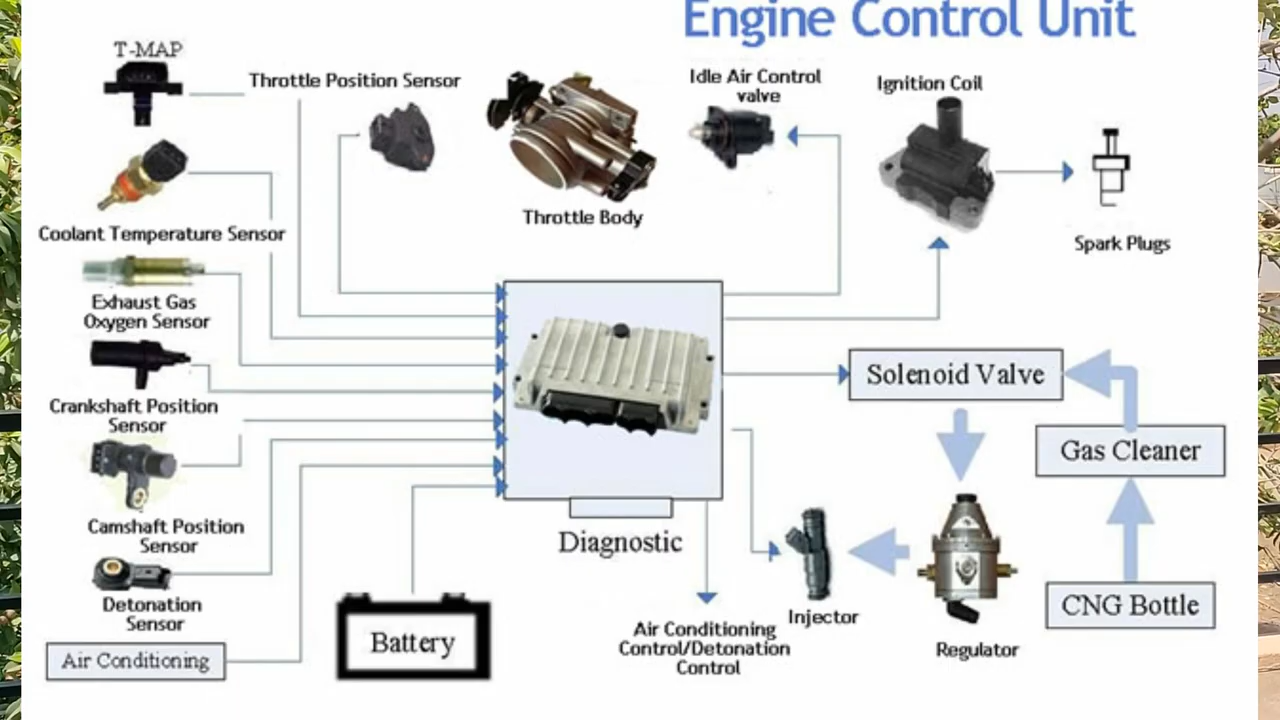 Engine Control Unit
T-MAP
Throttle Position Sensor
Idle Air Control
valve
Ignition Coil
Coolant Temperature Sensor
Throttle Body
Spark Plugs
Exhaust Gas
Oxygen Sensor
Crankshaft Position
Sensor
Solenoid Valve
Gas Cleaner
Camshaft Position
Sensor
Diagnostic
Detonation
Sensor
CNG Bottle
Injector
Air Conditioning
Battery
Air Conditioning
Control/Detonation
Control
Regulator